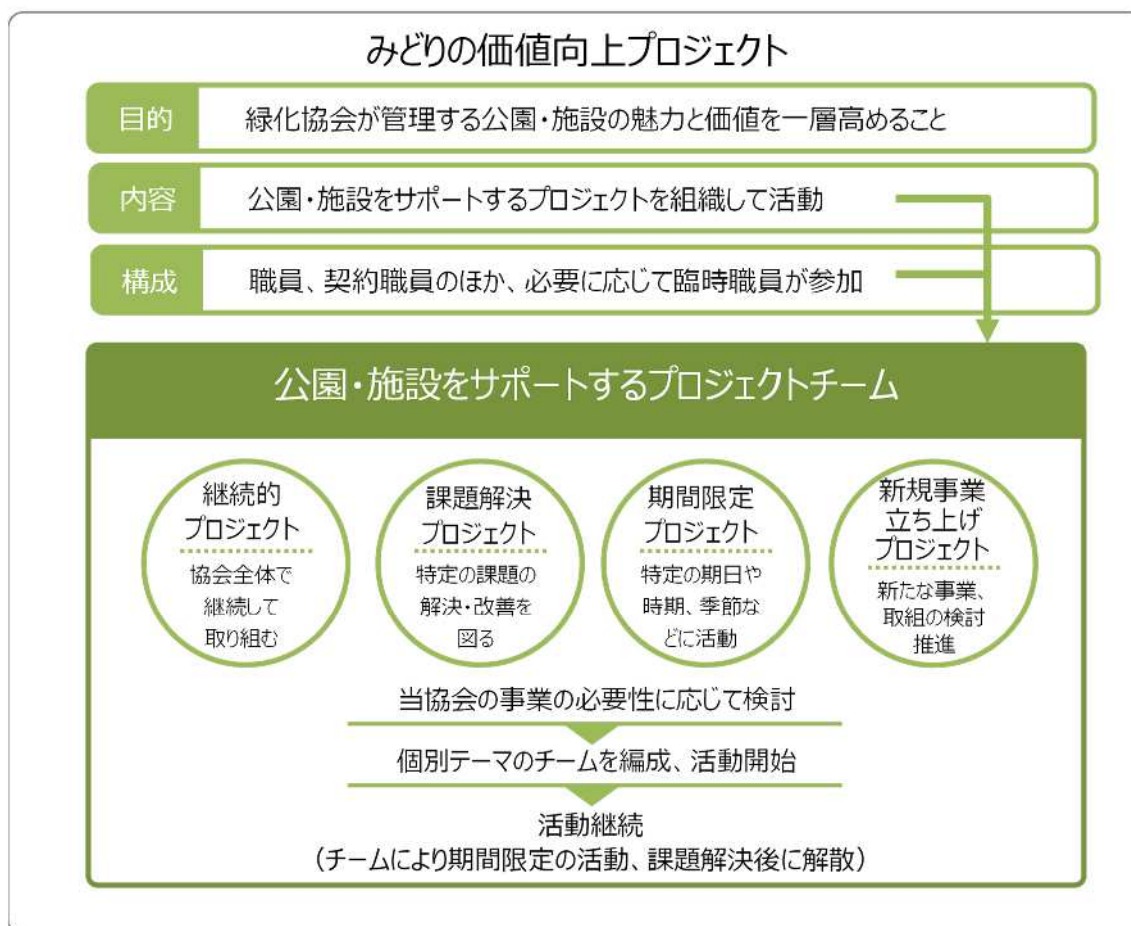 みどりの価値向上プロジェクト
目的 緑化協会が管理する公園・施設の魅力と価値を一層高めること
内容 公園・施設をサポートするプロジェクトを組織して活動
構成 職員、契約職員のほか、必要に応じて臨時職員が参加
公園・施設をサポートするプロジェクトチーム
継続的
プロジェクト
協会全体で
継続して
取り組む
課題解決
プロジェクト
特定の課題の
解決・改善を
図る
期間限定
プロジェクト
特定の期日や
時期、季節な
どに活動
新規事業
立ち上げ
プロジェクト
新たな事業、
取組の検討
推進
当協会の事業の必要性に応じて検討
個別テーマのチームを編成、活動開始
活動継続
（チームにより期間限定の活動、課題解決後に解散）